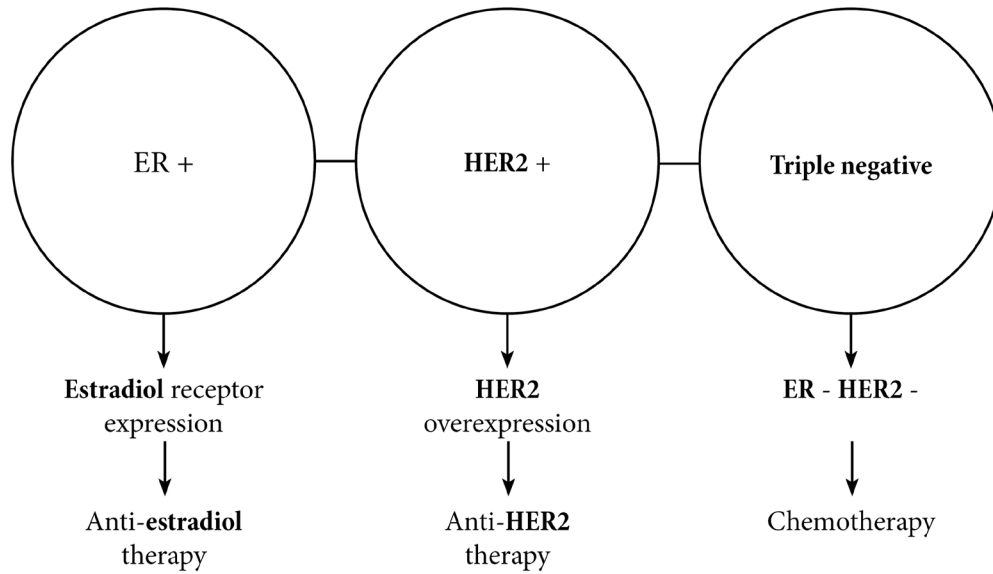 ER +
HER2 +
Triple negative
Estradiol receptor
expression
HER2
overexpression
ER - HER2 -
Anti-estradiol
therapy
Anti-HER2
therapy
Chemotherapy